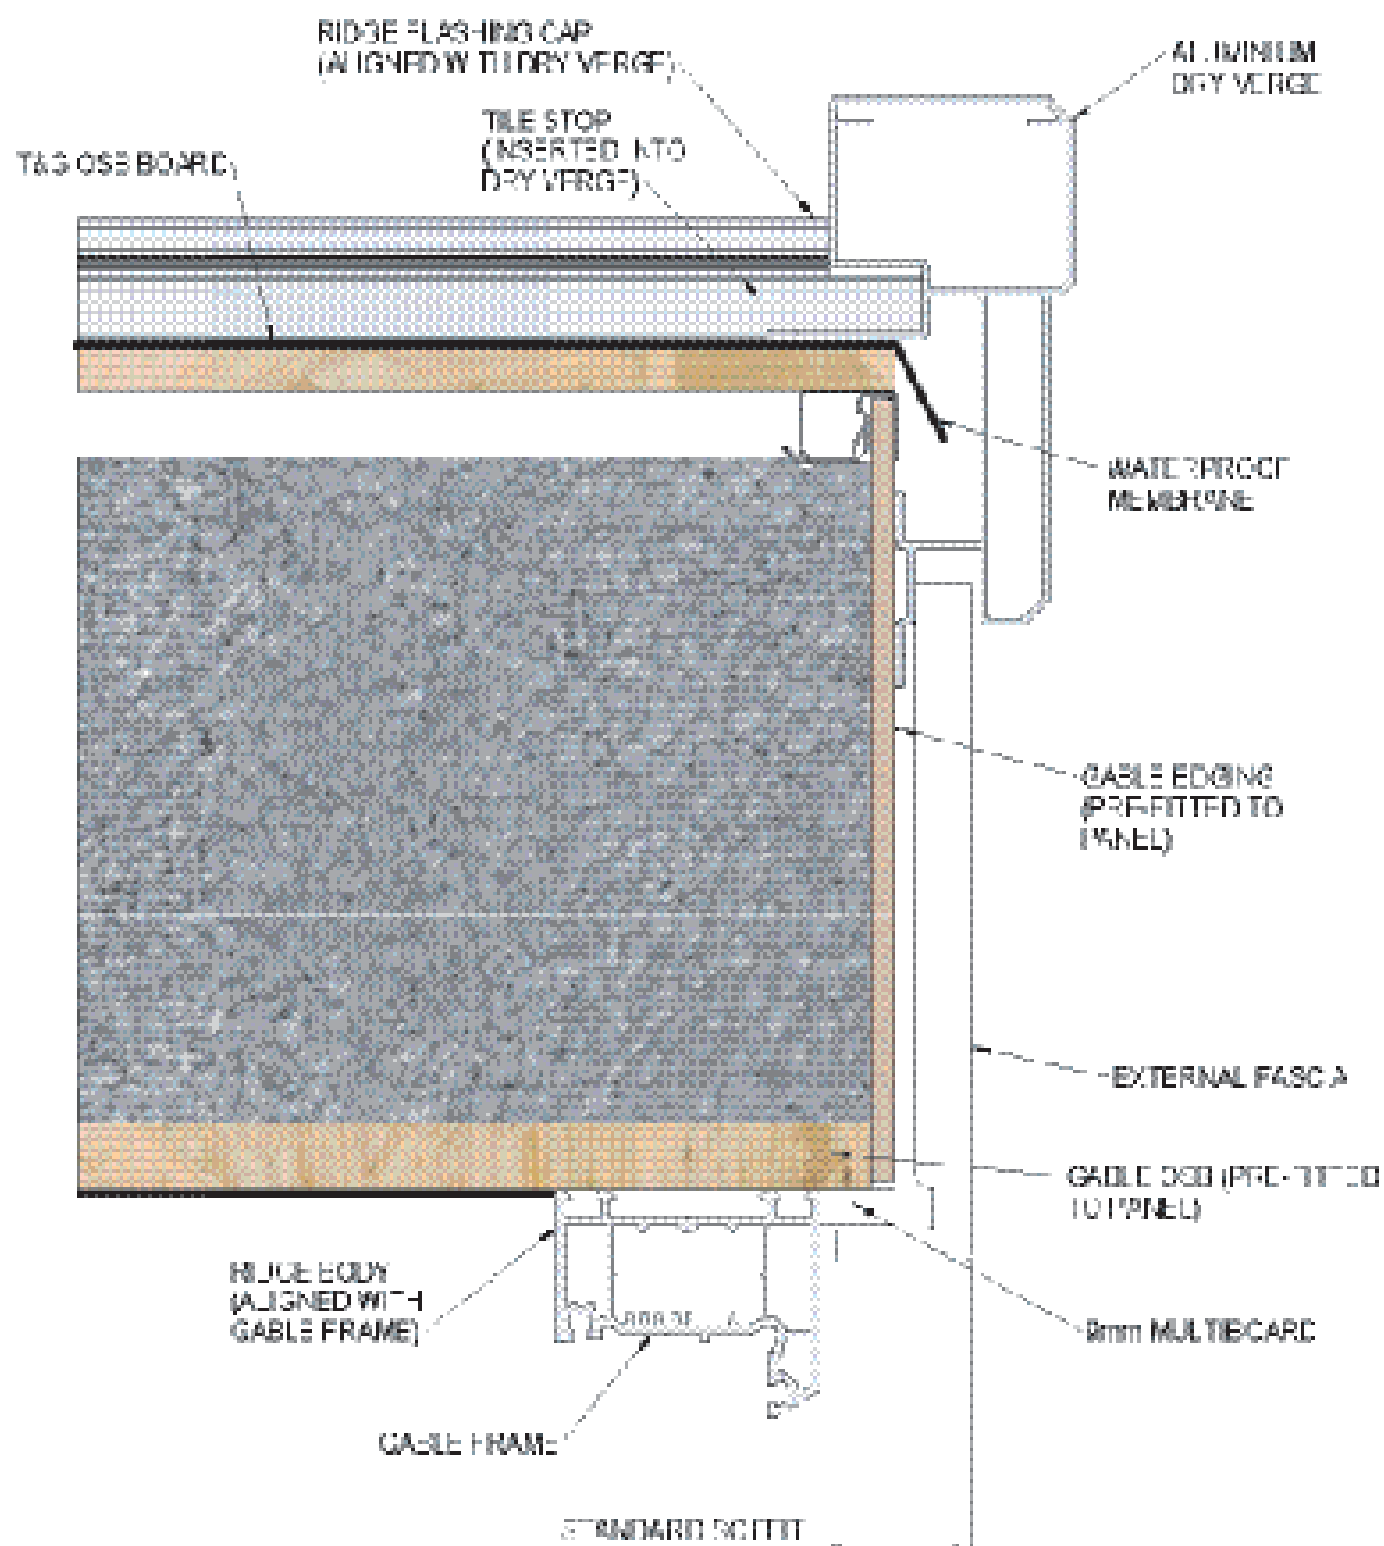 RIDGE FLASHING CAP
(ALIGNED WITH DRY VERGE)
ALUMINIUM
DRY VERGE
TILE STOP
(INSERTED INTO
DRY VERGE)
T&G OSB BOARD
WATERPROOF
MEMBRANE
GABLE EDGING
(PRE-FITTED TO
PANEL)
EXTERNAL FASCIA
GABLE OSB (PRE-FITTED
TO PANEL)
RIDGE BODY
(ALIGNED WITH
GABLE FRAME)
9mm MULTIBOARD
GABLE FRAME
STANDARD SOFFIT